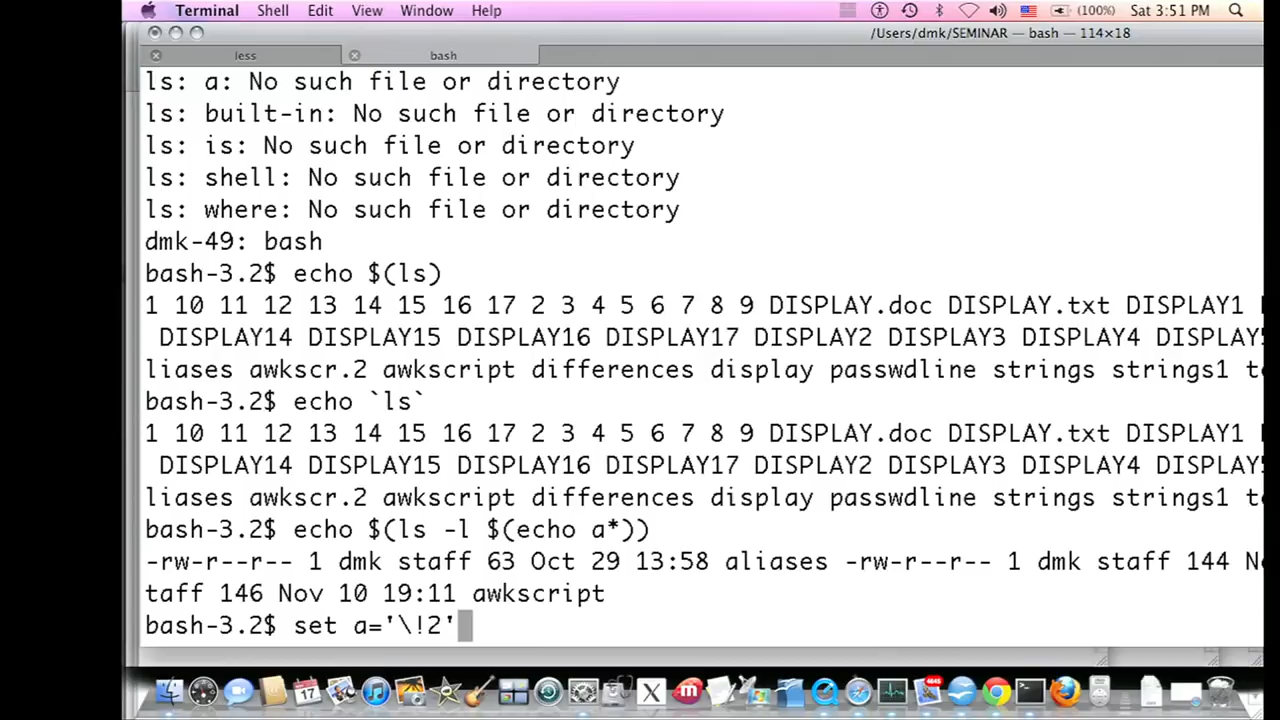 Terminal Shell Edit View Window Help (100%) Sat 3:51 PM
/Users/dmk/SEMINAR — bash — 114×18
less bash
ls: a: No such file or directory
ls: built-in: No such file or directory
ls: is: No such file or directory
ls: shell: No such file or directory
ls: where: No such file or directory
dmk-49: bash
bash-3.2$ echo $(ls)
1 10 11 12 13 14 15 16 17 2 3 4 5 6 7 8 9 DISPLAY.doc DISPLAY.txt DISPLAY1
DISPLAY14 DISPLAY15 DISPLAY16 DISPLAY17 DISPLAY2 DISPLAY3 DISPLAY4 DISPLAY5
liases awkscr.2 awkscript differences display passwdline strings strings1 te
bash-3.2$ echo `ls`
1 10 11 12 13 14 15 16 17 2 3 4 5 6 7 8 9 DISPLAY.doc DISPLAY.txt DISPLAY1
DISPLAY14 DISPLAY15 DISPLAY16 DISPLAY17 DISPLAY2 DISPLAY3 DISPLAY4 DISPLAY5
liases awkscr.2 awkscript differences display passwdline strings strings1 te
bash-3.2$ echo $(ls -l $(echo a*))
-rw-r--r-- 1 dmk staff 63 Oct 29 13:58 aliases -rw-r--r-- 1 dmk staff 144 No
taff 146 Nov 10 19:11 awkscript
bash-3.2$ set a='\!2'
17